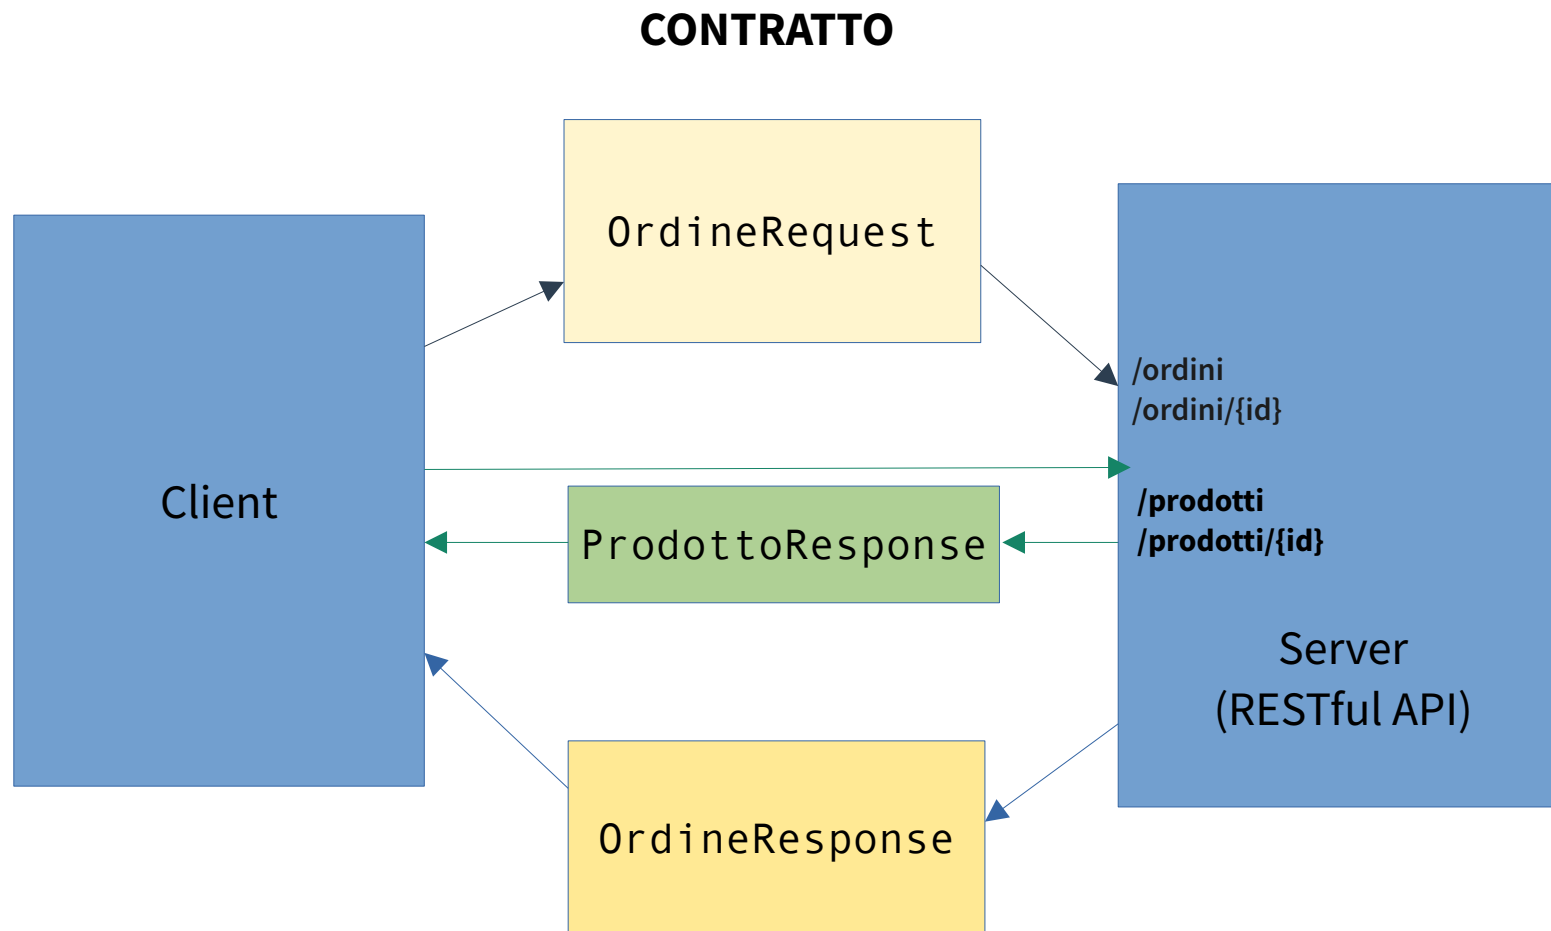 CONTRATTO
OrdineRequest
/ordini
/ordini/{id}
Client
/prodotti
/prodotti/{id}
ProdottoResponse
Server
(RESTful API)
OrdineResponse